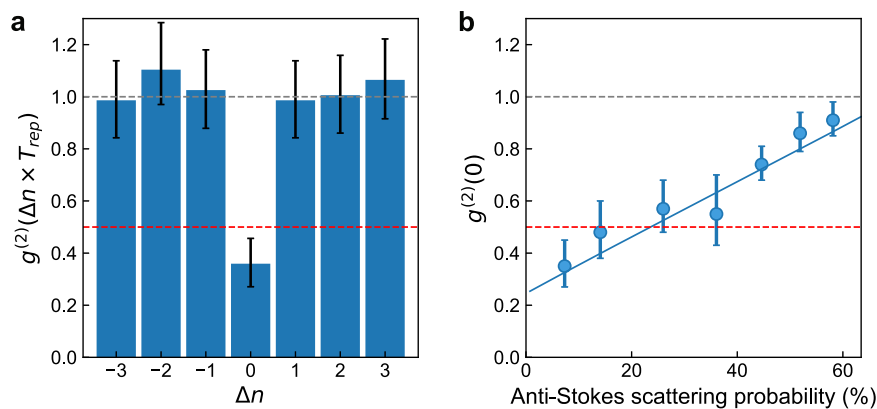 a
g(2)(Δn × Trep)
1.2
1.0
0.8
0.6
0.4
0.2
0.0
−3 −2 −1 0 1 2 3
Δn
b
g(2)(0)
1.2
1.0
0.8
0.6
0.4
0.2
0.0
0 20 40 60
Anti-Stokes scattering probability (%)